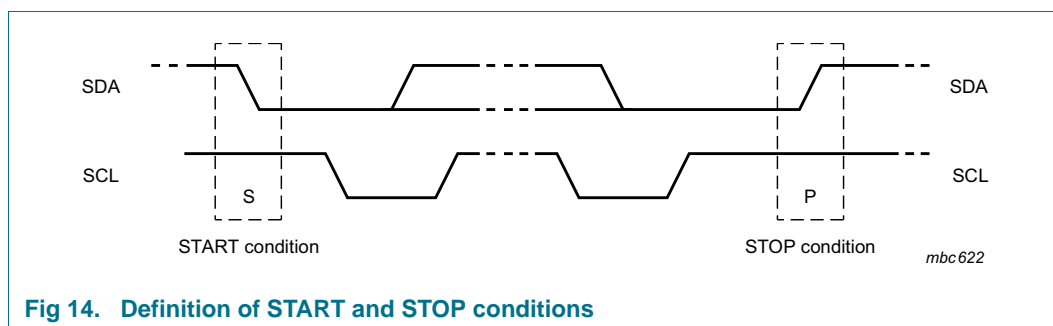 SDA
SDA
SCL
SCL
S
P
START condition
STOP condition
mbc622
Fig 14. Definition of START and STOP conditions